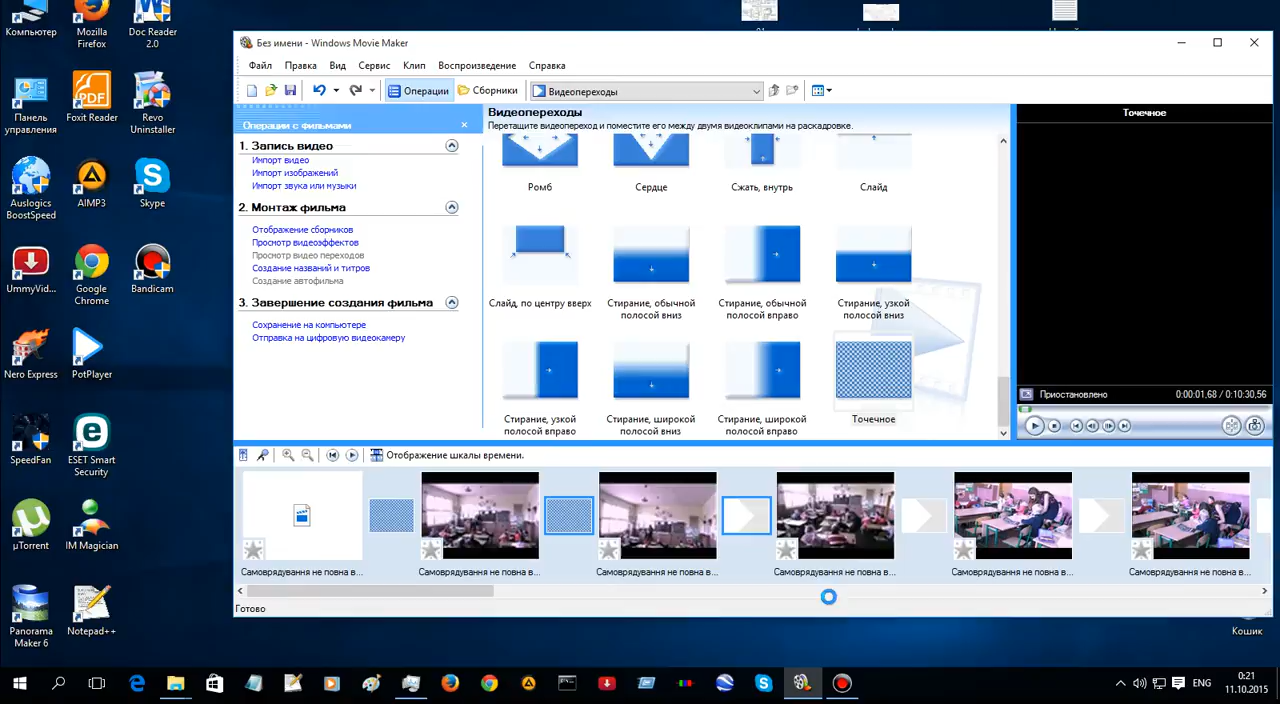 Компьютер
Mozilla
Firefox
Doc Reader
2.0
Панель
управления
Foxit Reader
Revo
Uninstaller
Auslogics
BoostSpeed
AIMP3
Skype
UmmyVid...
Google
Chrome
Bandicam
Nero Express
PotPlayer
SpeedFan
ESET Smart
Security
µTorrent
IM Magician
Panorama
Maker 6
Notepad++
Без имени - Windows Movie Maker
Файл Правка Вид Сервис Клип Воспроизведение Справка
Операции Сборники Видеопереходы
Операции с фильмами
1. Запись видео
Импорт видео
Импорт изображений
Импорт звука или музыки
2. Монтаж фильма
Отображение сборников
Просмотр видеоэффектов
Просмотр видео переходов
Создание названий и титров
Создание автофильма
3. Завершение создания фильма
Сохранение на компьютере
Отправка на цифровую видеокамеру
Видеопереходы
Перетащите видеопереход и поместите его между двумя видеоклипами на раскадровке.
Ромб Сердце Сжать, внутрь Слайд
Слайд, по центру вверх Стирание, обычной Стирание, обычной Стирание, узкой
полосой вниз полосой вправо полосой вниз
Стирание, узкой Стирание, широкой Стирание, широкой Точечное
полосой вправо полосой вниз полосой вправо
Точечное
Приостановлено 0:00:01,68 / 0:10:30,56
Отображение шкалы времени.
Самоврядування не повна в... Самоврядування не повна в... Самоврядування не повна в... Самоврядування не повна в... Самоврядування не повна в... Самоврядування не повна в...
Готово
Кошик
ENG
0:21
11.10.2015